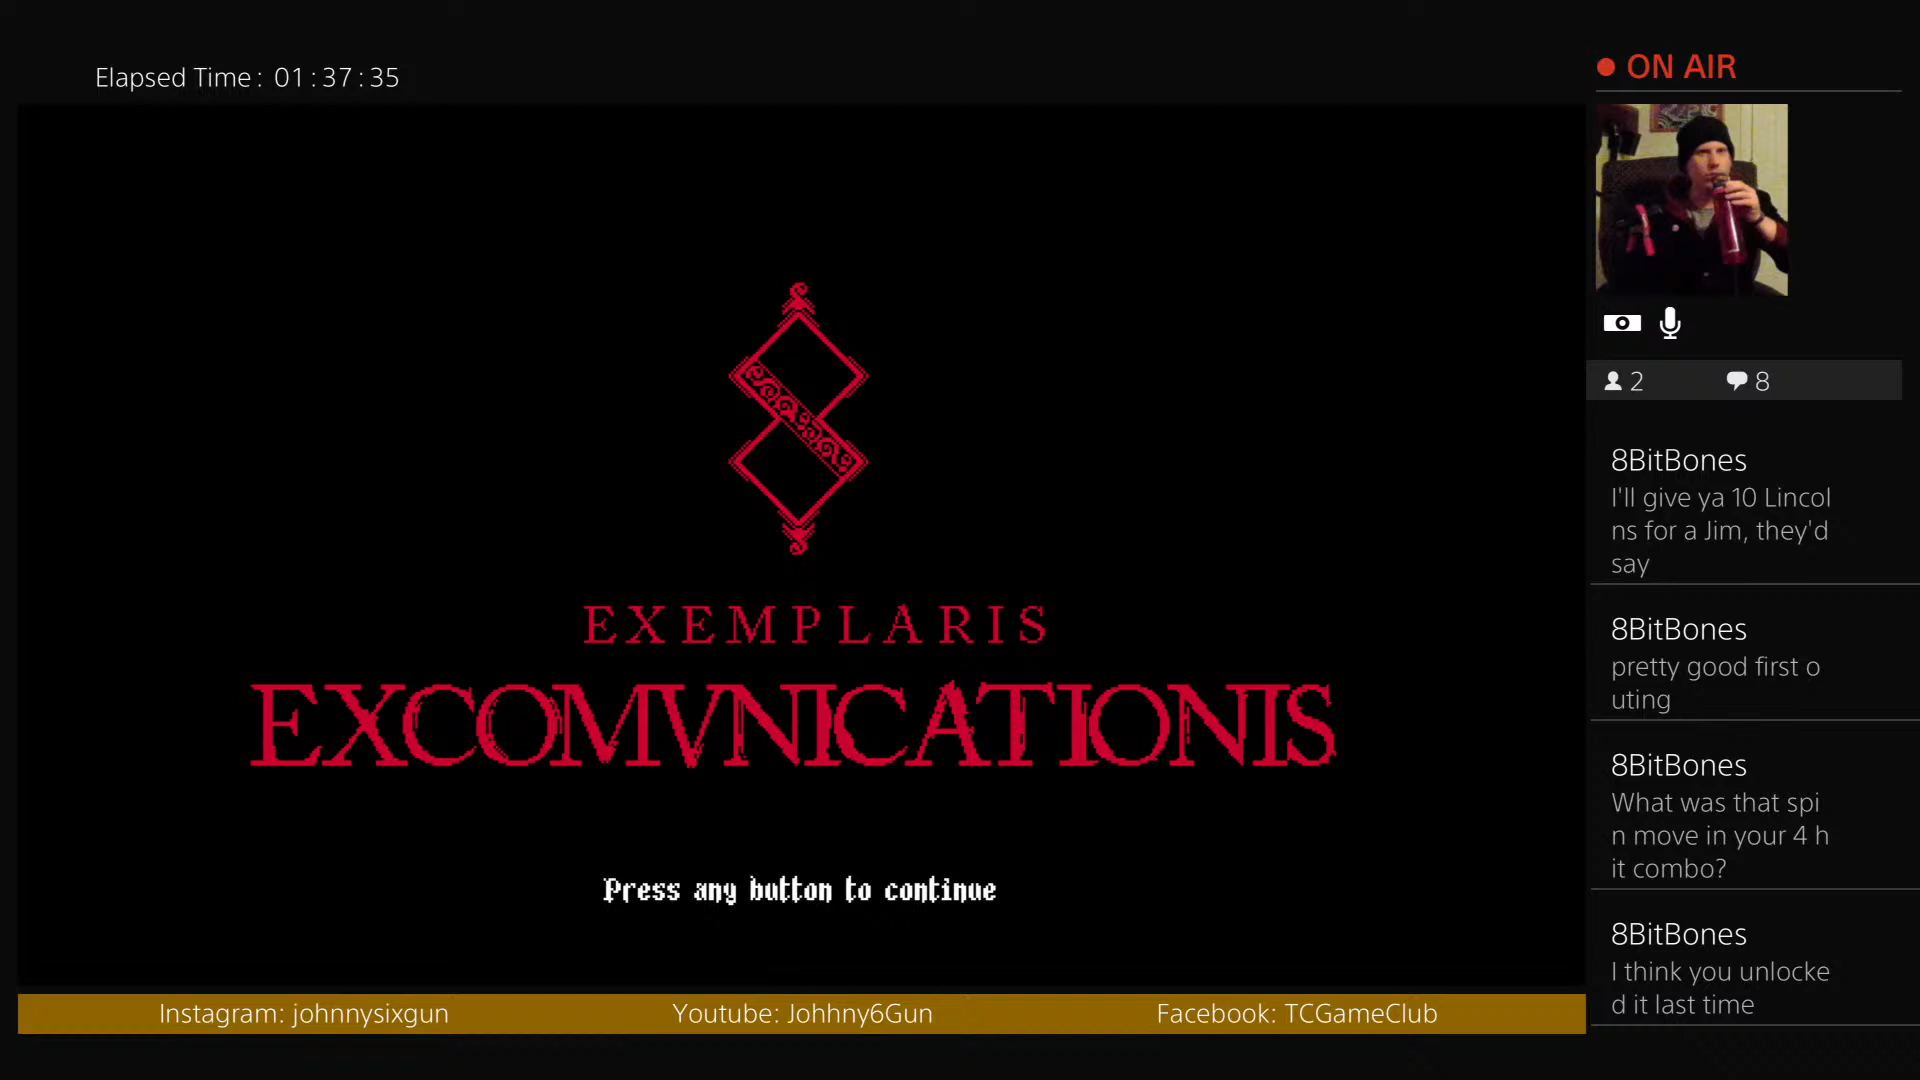 Elapsed Time: 01:37:35
ON AIR
2
8
8BitBones
I'll give ya 10 Lincol
ns for a Jim, they'd
say
8BitBones
pretty good first o
uting
8BitBones
What was that spi
n move in your 4 h
it combo?
8BitBones
I think you unlocke
d it last time
EXEMPLARIS
EXCOMVNICATIONIS
Press any button to continue
Instagram: johnnysixgun
Youtube: Johhny6Gun
Facebook: TCGameClub